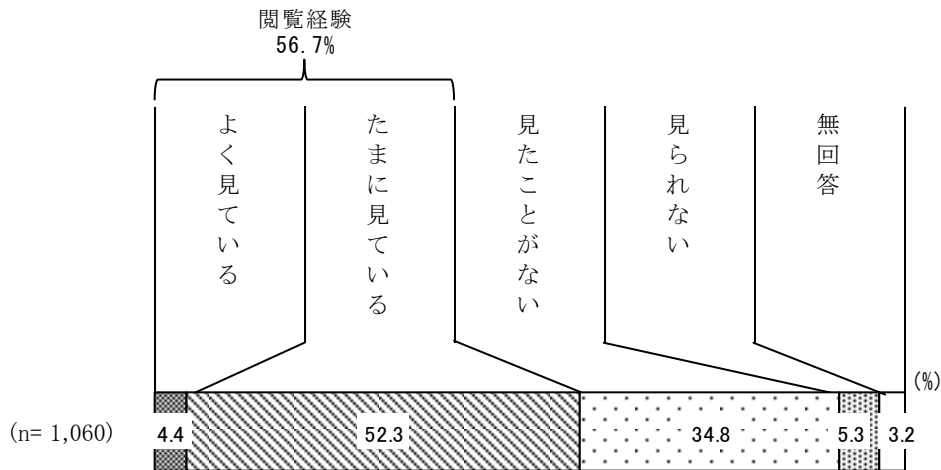 閲覧経験
56.7%
よく見ている
たまに見ている
見たことがない
見られない
無回答
(%)
(n= 1,060)
4.4
52.3
34.8
5.3
3.2